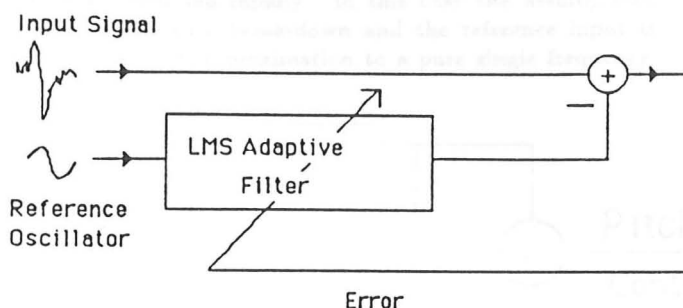 Input Signal
LMS Adaptive
Filter
Reference
Oscillator
Error